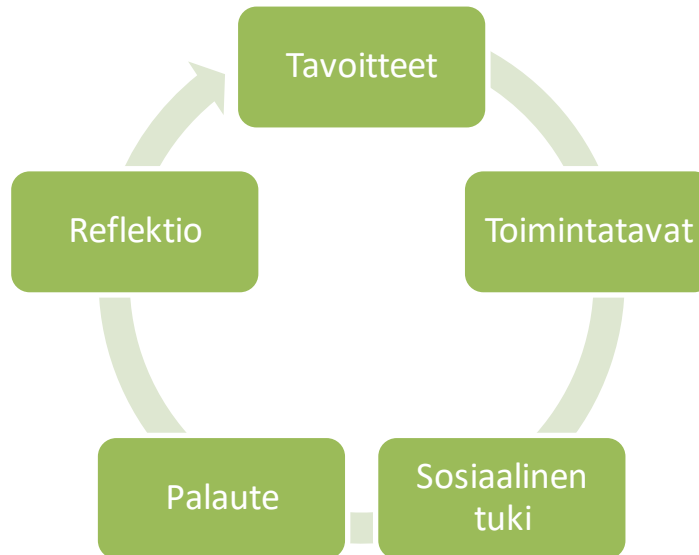 Tavoitteet
Toimintatavat
Sosiaalinen
tuki
Palaute
Reflektio